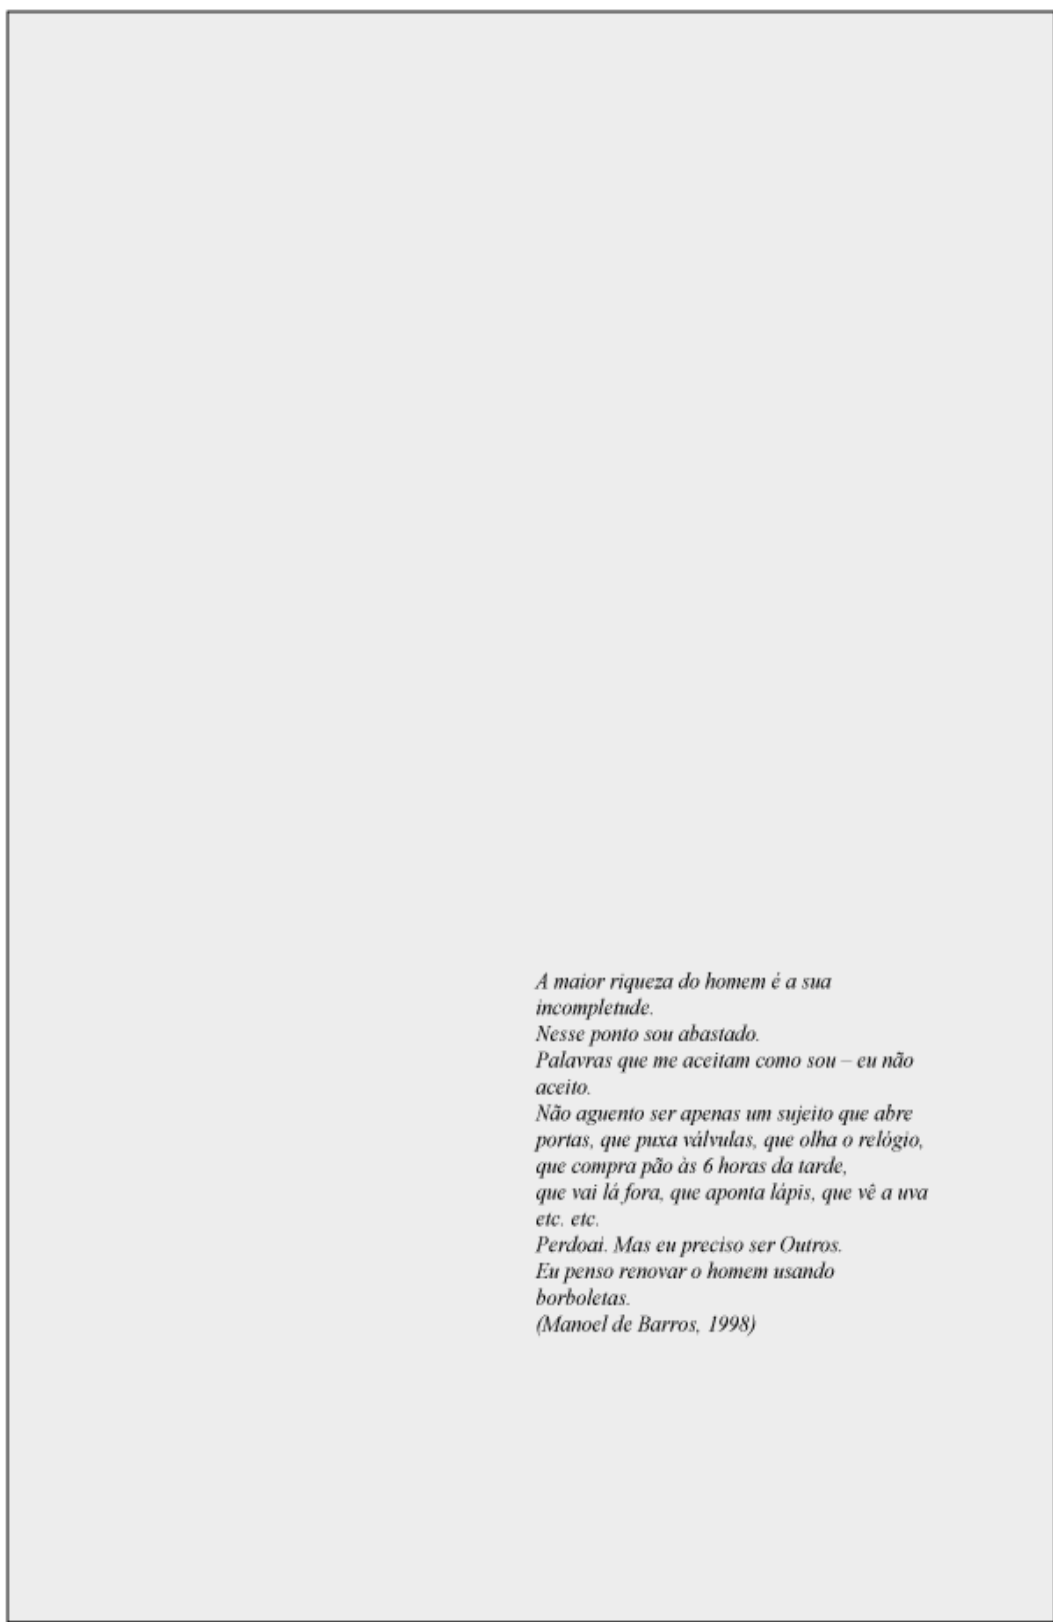 A maior riqueza do homem é a sua
incompletude.
Nesse ponto sou abastado.
Palavras que me aceitam como sou – eu não
aceito.
Não aguento ser apenas um sujeito que abre
portas, que puxa válvulas, que olha o relógio,
que compra pão às 6 horas da tarde,
que vai lá fora, que aponta lápis, que vê a uva
etc. etc.
Perdoai. Mas eu preciso ser Outros.
Eu penso renovar o homem usando
borboletas.
(Manoel de Barros, 1998)